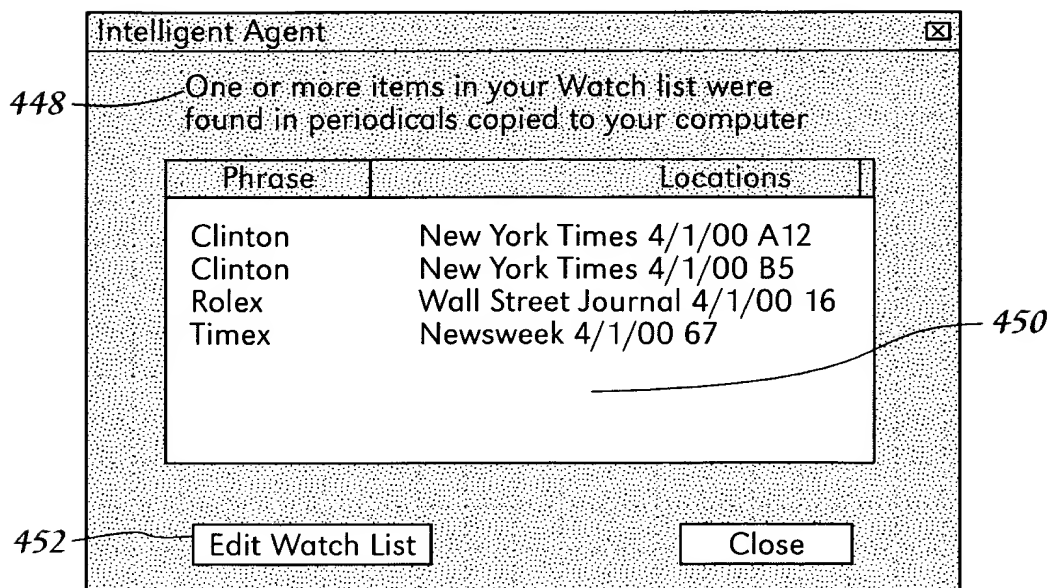 Intelligent Agent
448
One or more items in your Watch list were
found in periodicals copied to your computer
Phrase Locations
Clinton New York Times 4/1/00 A12
Clinton New York Times 4/1/00 B5
Rolex Wall Street Journal 4/1/00 16
Timex Newsweek 4/1/00 67
450
452
Edit Watch List Close